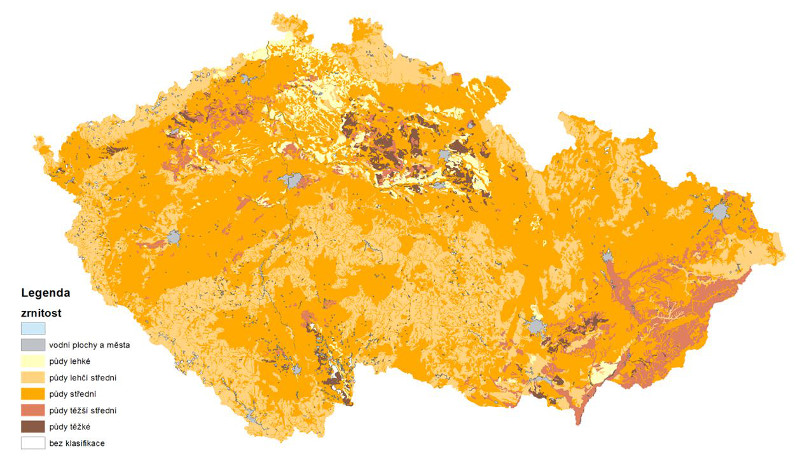 Legenda
zrnitost
vodní plochy a města
půdy lehké
půdy lehčí střední
půdy střední
půdy těžší střední
půdy těžké
bez klasifikace